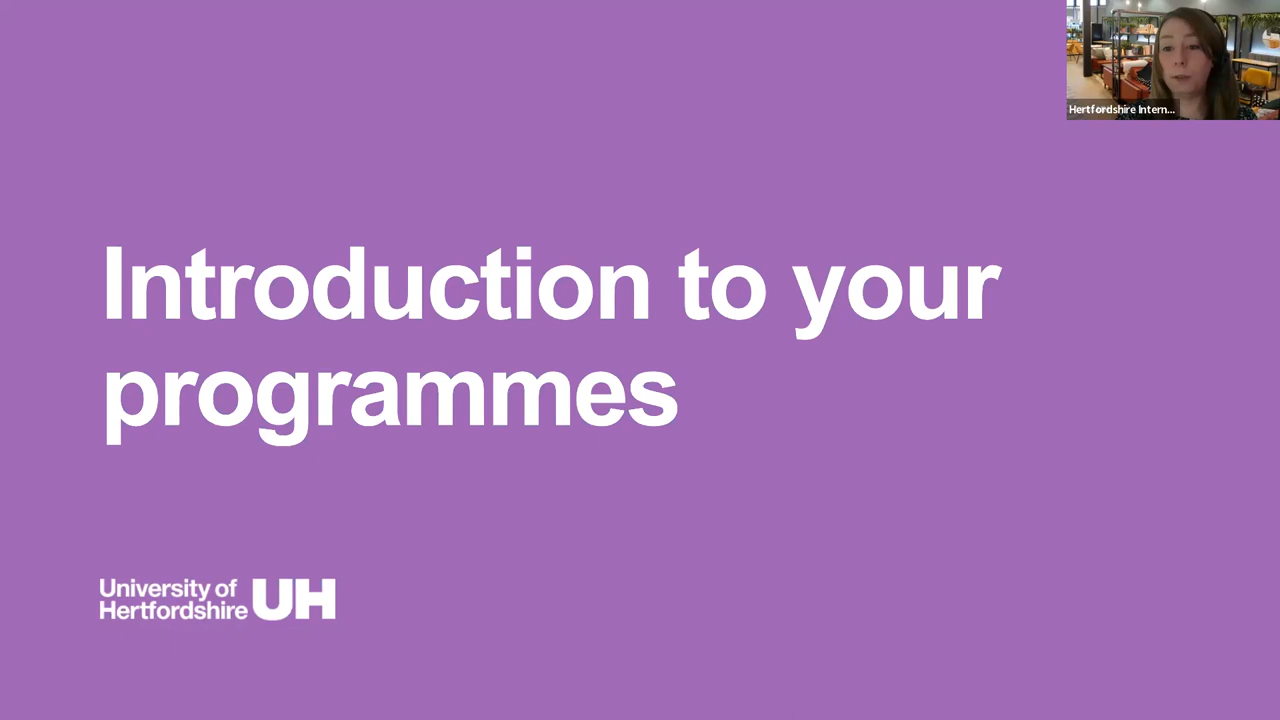 Hertfordshire Intern...
Introduction to your
programmes
University of
Hertfordshire UH